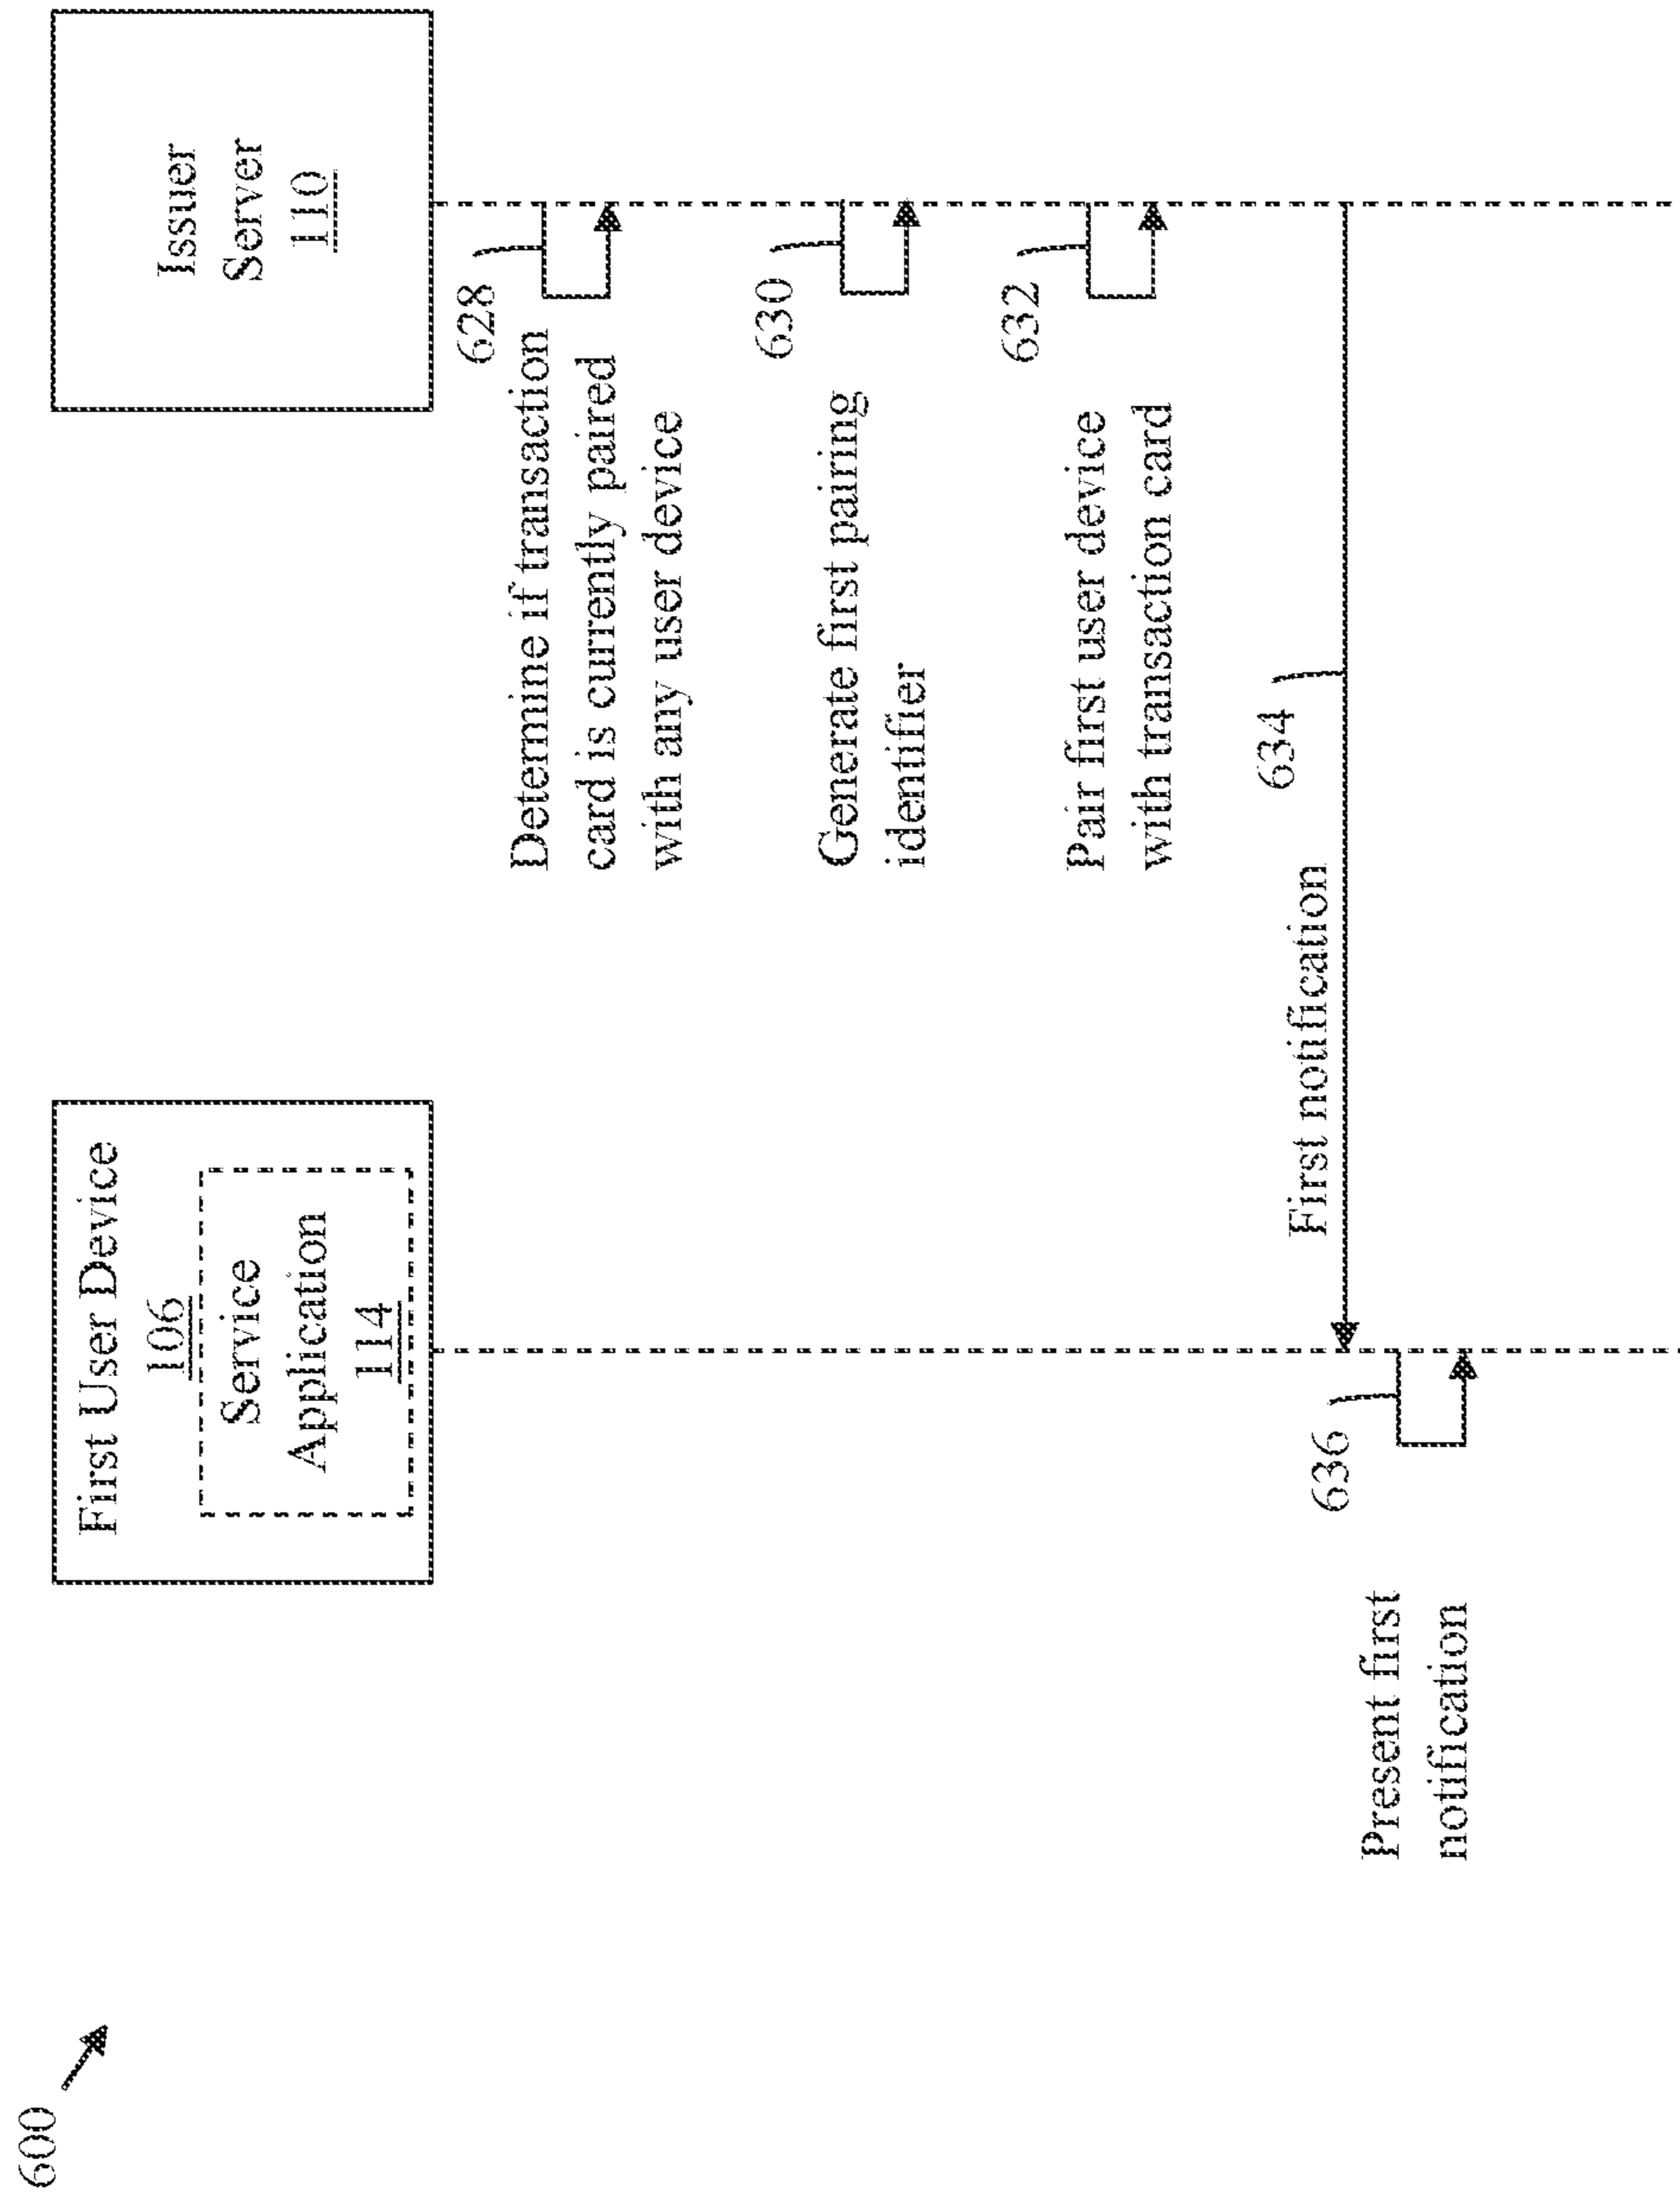 600
First User Device
106
Service
Application
114
Issuer
Server
110
628
Determine if transaction
card is currently paired
with any user device
630
Generate first pairing
identifier
632
Pair first user device
with transaction card
634
First notification
636
Present first
notification